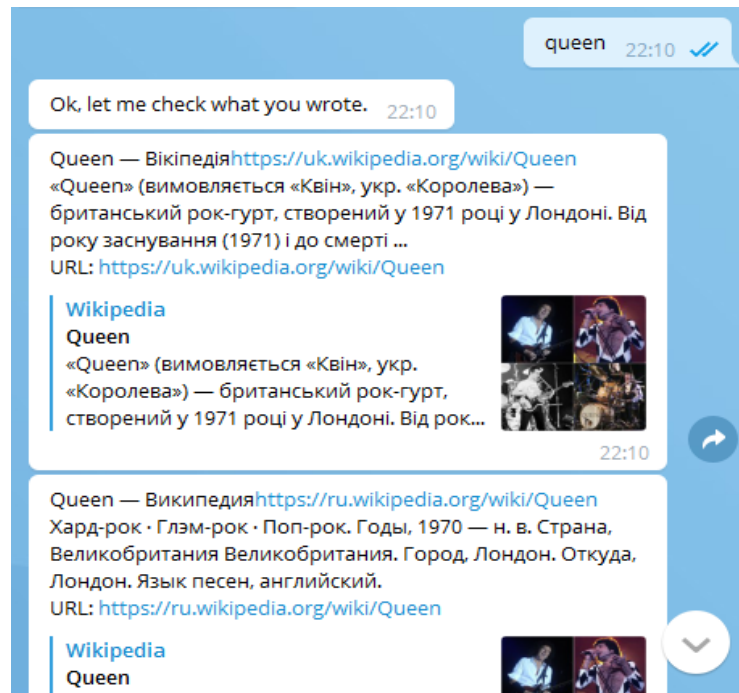 queen 22:10
Ok, let me check what you wrote. 22:10
Queen — Вікіпедіяhttps://uk.wikipedia.org/wiki/Queen
«Queen» (вимовляється «Квін», укр. «Королева») —
британський рок-гурт, створений у 1971 році у Лондоні. Від
року заснування (1971) і до смерті ...
URL: https://uk.wikipedia.org/wiki/Queen
Wikipedia
Queen
«Queen» (вимовляється «Квін», укр.
«Королева») — британський рок-гурт,
створений у 1971 році у Лондоні. Від рок...
22:10
Queen — Википедияhttps://ru.wikipedia.org/wiki/Queen
Хард-рок · Глэм-рок · Поп-рок. Годы, 1970 — н. в. Страна,
Великобритания Великобритания. Город, Лондон. Откуда,
Лондон. Язык песен, английский.
URL: https://ru.wikipedia.org/wiki/Queen
Wikipedia
Queen